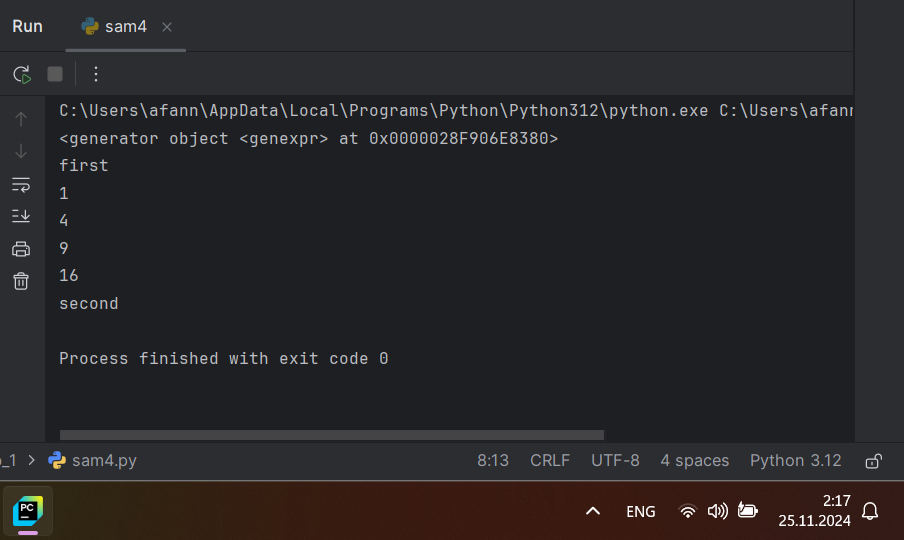 Run sam4
C:\Users\afann\AppData\Local\Programs\Python\Python312\python.exe C:\Users\afann
<generator object <genexpr> at 0x0000028F906E8380>
first
1
4
9
16
second
Process finished with exit code 0
_1 > sam4.py 8:13 CRLF UTF-8 4 spaces Python 3.12
PC ENG 2:17
25.11.2024